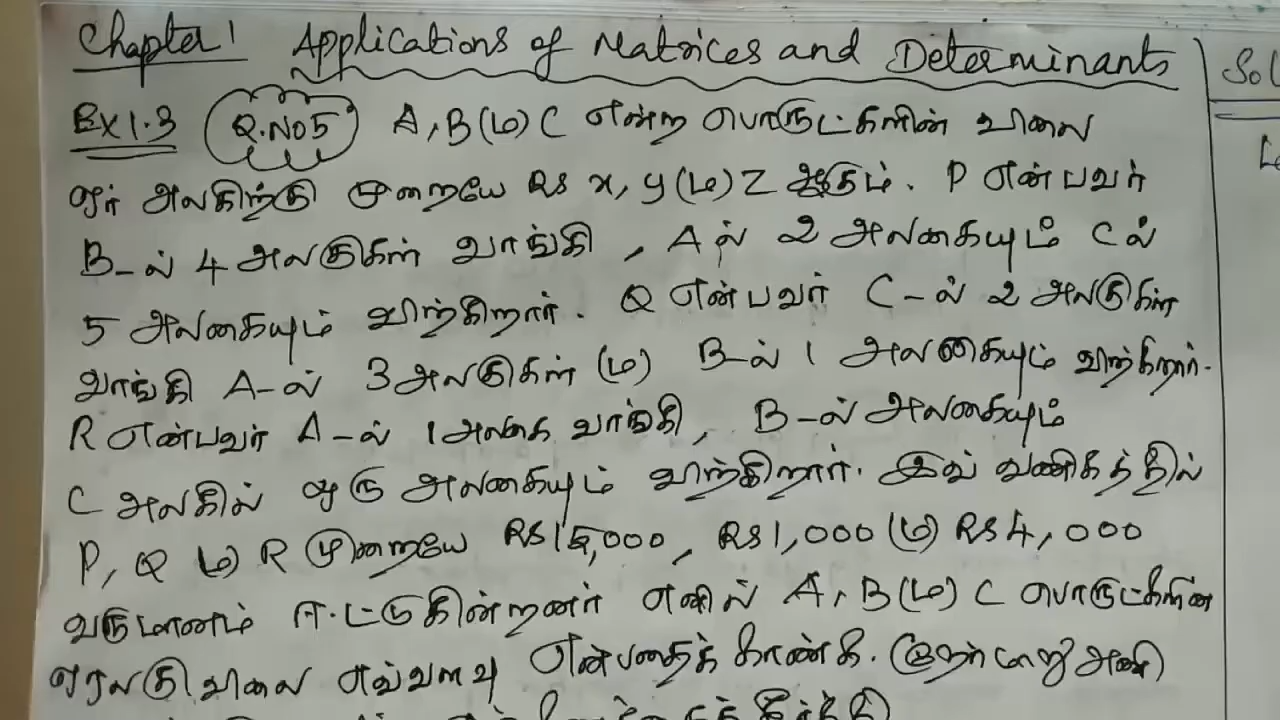 Chapter 1 Applications of Matrices and Determinants
Ex 1.3 Q.No 5 A, B (ம) C என்ற பொருட்களின் விலை
ஓர் அலகிற்கு முறையே Rs x, y (ம) z ஆகும். P என்பவர்
B-ல் 4 அலகுகள் வாங்கி, A ல் 2 அலகையும் C ல்
5 அலகையும் விற்கிறார். Q என்பவர் C-ல் 2 அலகுகள்
வாங்கி A-ல் 3 அலகுகள் (ம) B-ல் 1 அலகையும் விற்கிறார்.
R என்பவர் A-ல் 1 அலகை வாங்கி, B-ல் அலகையும்
C அலகில் ஒரு அலகையும் விற்கிறார். இவ் வணிகத்தில்
P, Q (ம) R முறையே RS 15,000, RS 1,000 (ம) RS 4,000
வருமானம் ஈட்டுகின்றனர் எனில் A, B (ம) C பொருட்களின
ஓரலகு விலை எவ்வளவு என்பதைக் காண்க. (நேர்மாறு அணி
Sol
Le